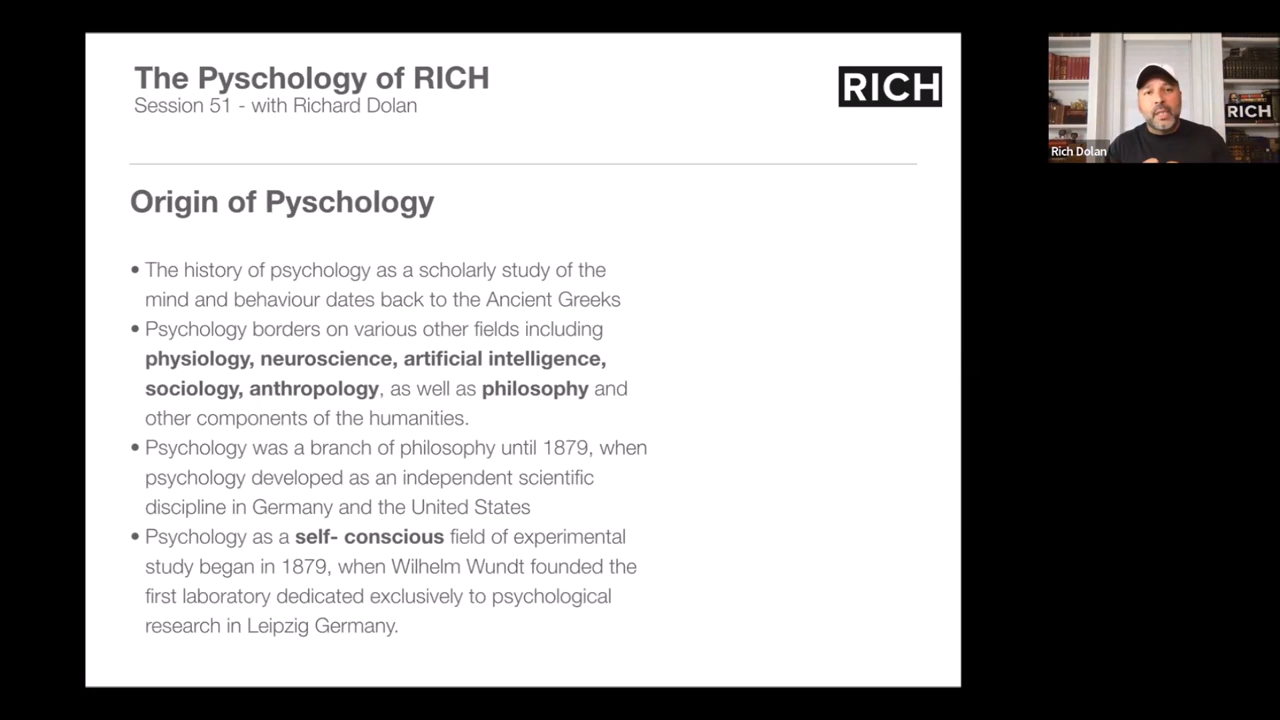 The Pyschology of RICH
Session 51 - with Richard Dolan
RICH
Origin of Pyschology
• The history of psychology as a scholarly study of the
mind and behaviour dates back to the Ancient Greeks
• Psychology borders on various other fields including
physiology, neuroscience, artificial intelligence,
sociology, anthropology, as well as philosophy and
other components of the humanities.
• Psychology was a branch of philosophy until 1879, when
psychology developed as an independent scientific
discipline in Germany and the United States
• Psychology as a self- conscious field of experimental
study began in 1879, when Wilhelm Wundt founded the
first laboratory dedicated exclusively to psychological
research in Leipzig Germany.
RICH
Rich Dolan